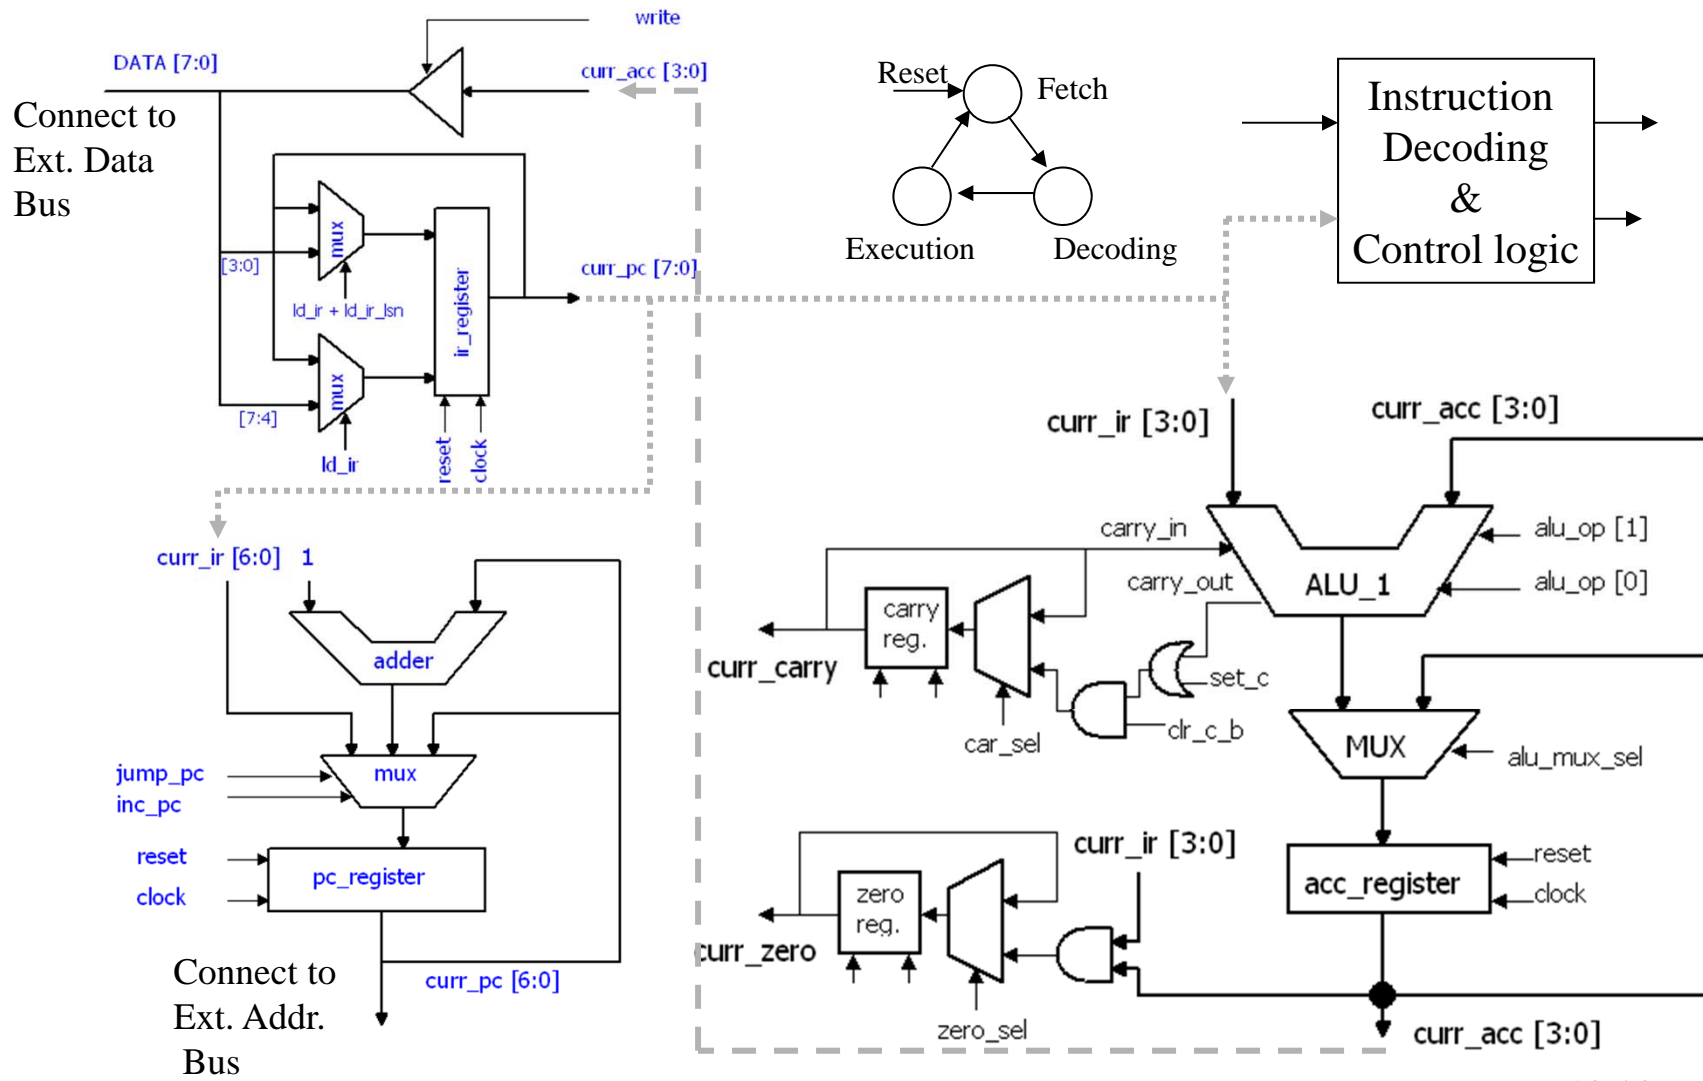 write
DATA [7:0]
curr_acc [3:0]
Connect to
Ext. Data
Bus
mux
[3:0]
ld_ir + ld_ir_lsn
mux
[7:4]
ld_ir
ir_register
reset
clock
curr_pc [7:0]
Reset
Fetch
Execution
Decoding
Instruction
Decoding
&
Control logic
curr_ir [6:0]
1
adder
jump_pc
inc_pc
mux
reset
clock
pc_register
curr_pc [6:0]
Connect to
Ext. Addr.
Bus
curr_ir [3:0]
curr_acc [3:0]
carry_in
carry_out
ALU_1
alu_op [1]
alu_op [0]
carry
reg.
curr_carry
car_sel
set_c
clr_c_b
MUX
alu_mux_sel
curr_ir [3:0]
zero
reg.
curr_zero
zero_sel
acc_register
reset
clock
curr_acc [3:0]